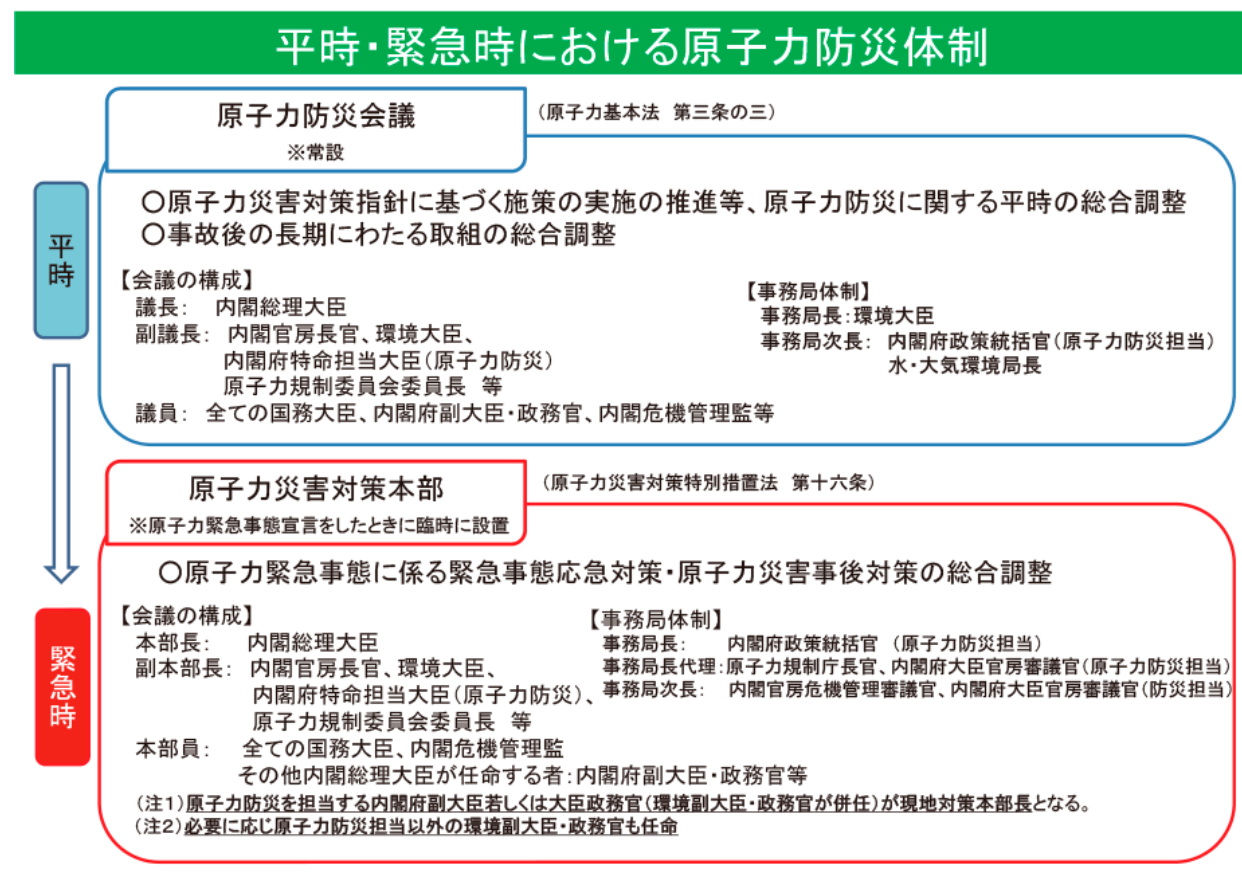 平時・緊急時における原子力防災体制
原子力防災会議
※常設
（原子力基本法　第三条の三）
平時
〇原子力災害対策指針に基づく施策の実施の推進等、原子力防災に関する平時の総合調整
〇事故後の長期にわたる取組の総合調整
【会議の構成】
議長：　内閣総理大臣
副議長：　内閣官房長官、環境大臣、
内閣府特命担当大臣（原子力防災）
原子力規制委員会委員長　等
議員：　全ての国務大臣、内閣府副大臣・政務官、内閣危機管理監等
【事務局体制】
事務局長：環境大臣
事務局次長：　内閣府政策統括官（原子力防災担当）
水・大気環境局長
原子力災害対策本部
※原子力緊急事態宣言をしたときに臨時に設置
（原子力災害対策特別措置法　第十六条）
緊急時
〇原子力緊急事態に係る緊急事態応急対策・原子力災害事後対策の総合調整
【会議の構成】
本部長：　内閣総理大臣
副本部長：　内閣官房長官、環境大臣、
内閣府特命担当大臣（原子力防災）、
原子力規制委員会委員長　等
本部員：　全ての国務大臣、内閣危機管理監
その他内閣総理大臣が任命する者：内閣府副大臣・政務官等
【事務局体制】
事務局長：　内閣府政策統括官　（原子力防災担当）
事務局長代理：原子力規制庁長官、内閣府大臣官房審議官（原子力防災担当）
事務局次長：　内閣官房危機管理審議官、内閣府大臣官房審議官（防災担当）
（注１）原子力防災を担当する内閣府副大臣若しくは大臣政務官（環境副大臣・政務官が併任）が現地対策本部長となる。
（注２）必要に応じ原子力防災担当以外の環境副大臣・政務官も任命